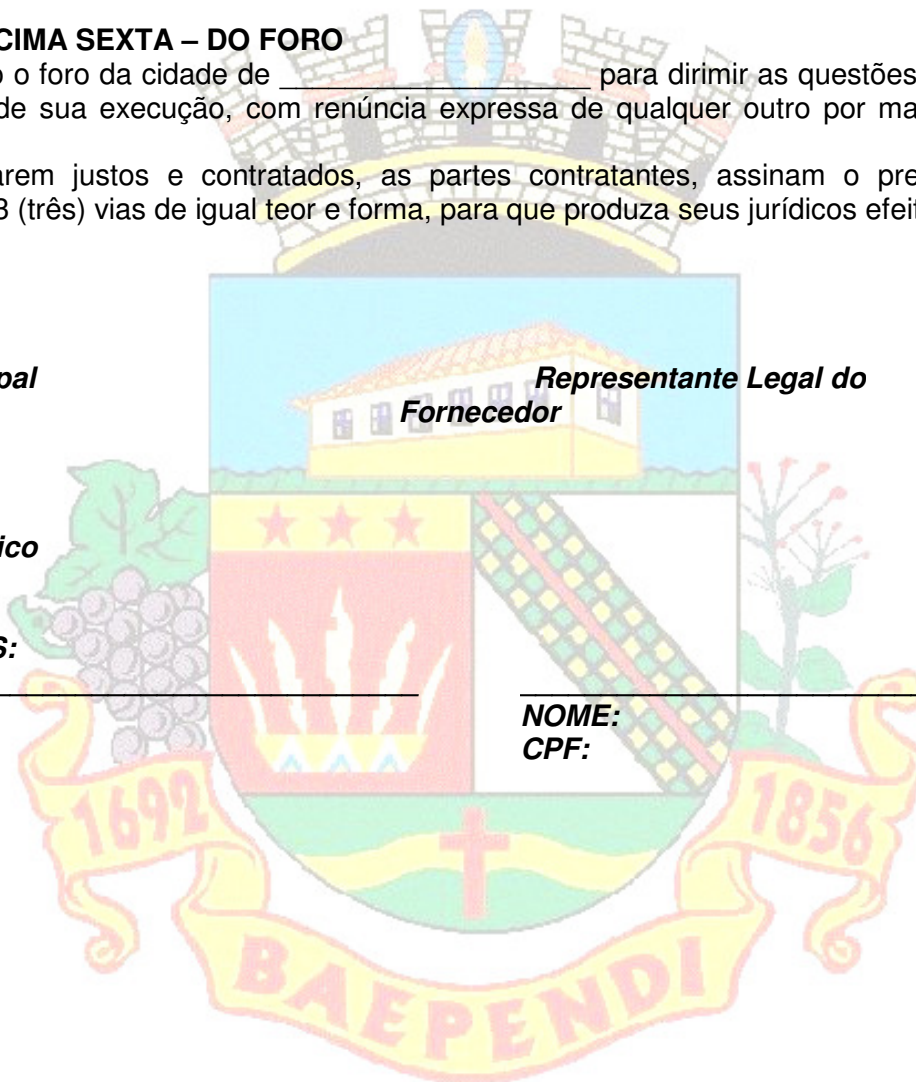 CIMA SEXTA – DO FORO
o o foro da cidade de ____________________ para dirimir as questões
de sua execução, com renúncia expressa de qualquer outro por ma
arem justos e contratados, as partes contratantes, assinam o pre
3 (três) vias de igual teor e forma, para que produza seus jurídicos efeit
pal
Representante Legal do
Fornecedor
ico
S:
NOME:
CPF:
1692
1856
BAEPENDI